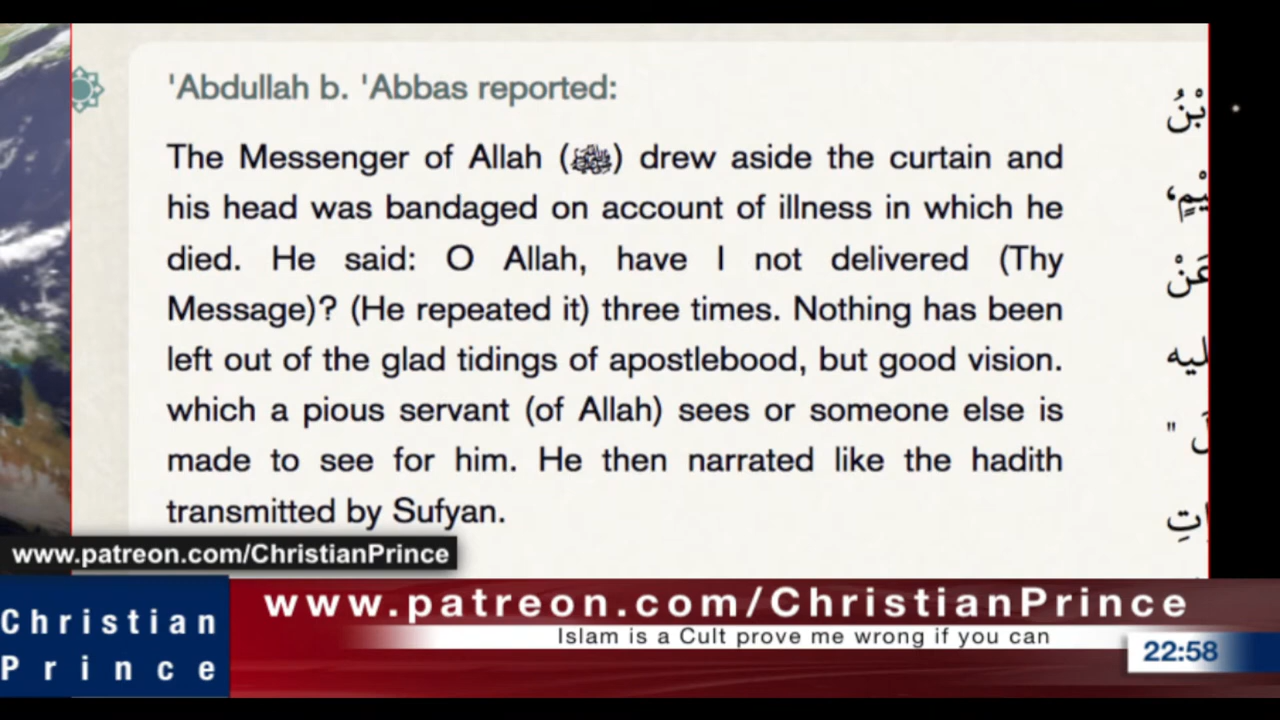 'Abdullah b. 'Abbas reported:
The Messenger of Allah (ﷺ) drew aside the curtain and
his head was bandaged on account of illness in which he
died. He said: O Allah, have I not delivered (Thy
Message)? (He repeated it) three times. Nothing has been
left out of the glad tidings of apostlebood, but good vision.
which a pious servant (of Allah) sees or someone else is
made to see for him. He then narrated like the hadith
transmitted by Sufyan.
بْنُ
عَنْ
www.patreon.com/ChristianPrince
www.patreon.com/ChristianPrince
Islam is a Cult prove me wrong if you can
Christian
Prince
22:58